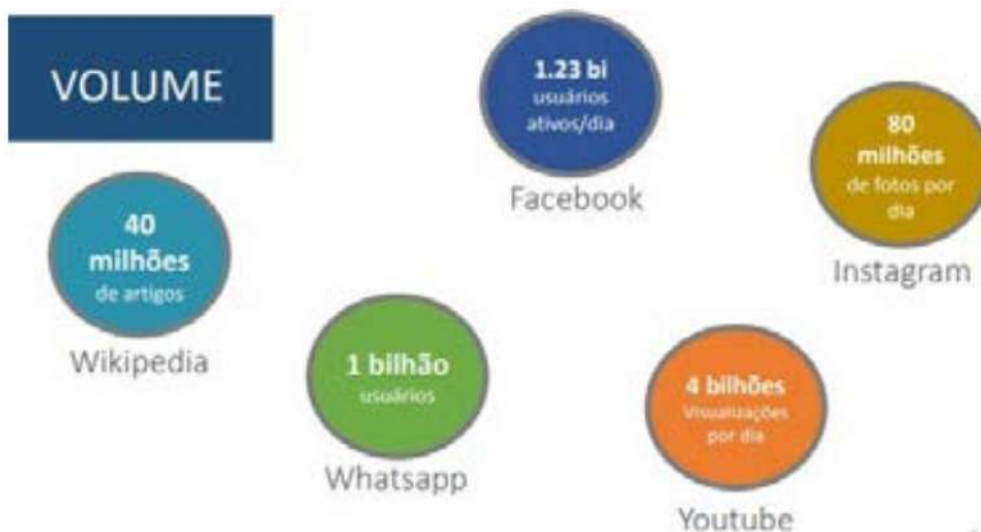 VOLUME
1.23 bi
usuários
ativos/dia
Facebook
80
milhões
de fotos por
dia
Instagram
40
milhões
de artigos
Wikipedia
1 bilhão
usuários
Whatsapp
4 bilhões
Visualizações
por dia
Youtube